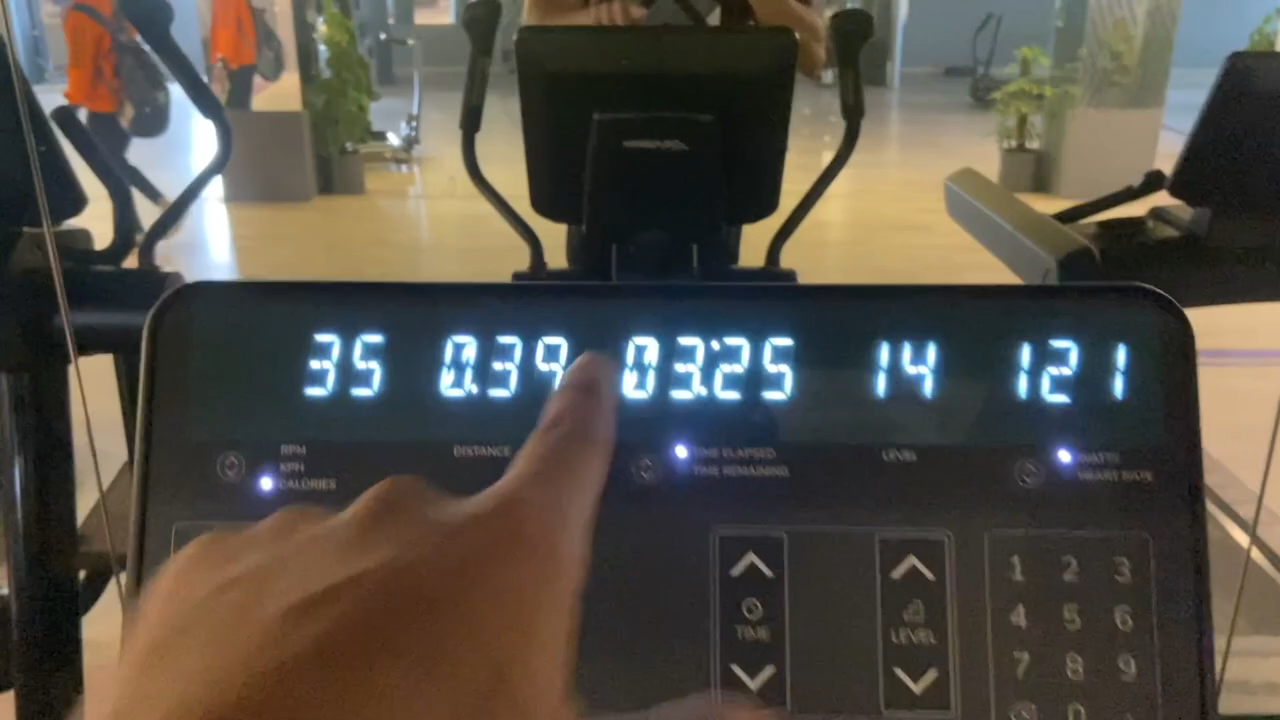 35 0.39 03:25 14 121
RPM
KPH
CALORIES
DISTANCE
TIME ELAPSED
TIME REMAINING
LEVEL
WATTS
HEART RATE
TIME
LEVEL
1 2 3
4 5 6
7 8 9
0